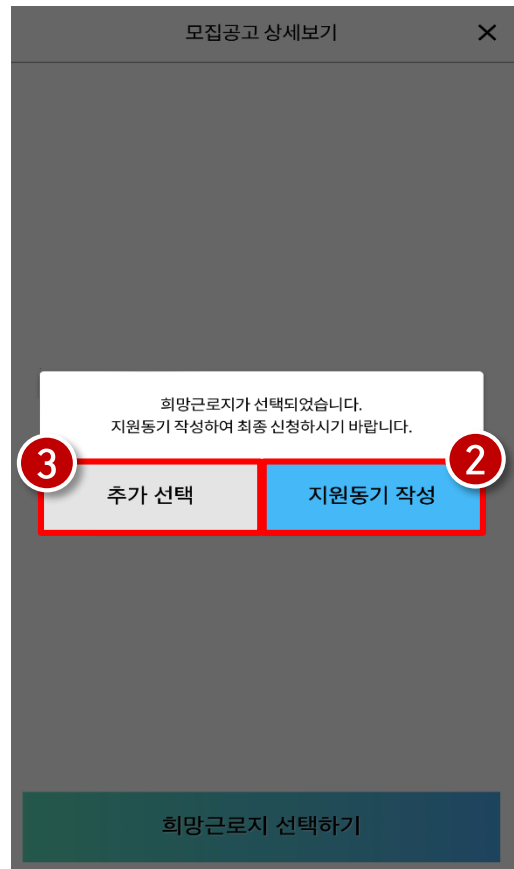 모집공고 상세보기 ×
희망근로지가 선택되었습니다.
지원동기 작성하여 최종 신청하시기 바랍니다.
3
2
추가 선택
지원동기 작성
희망근로지 선택하기